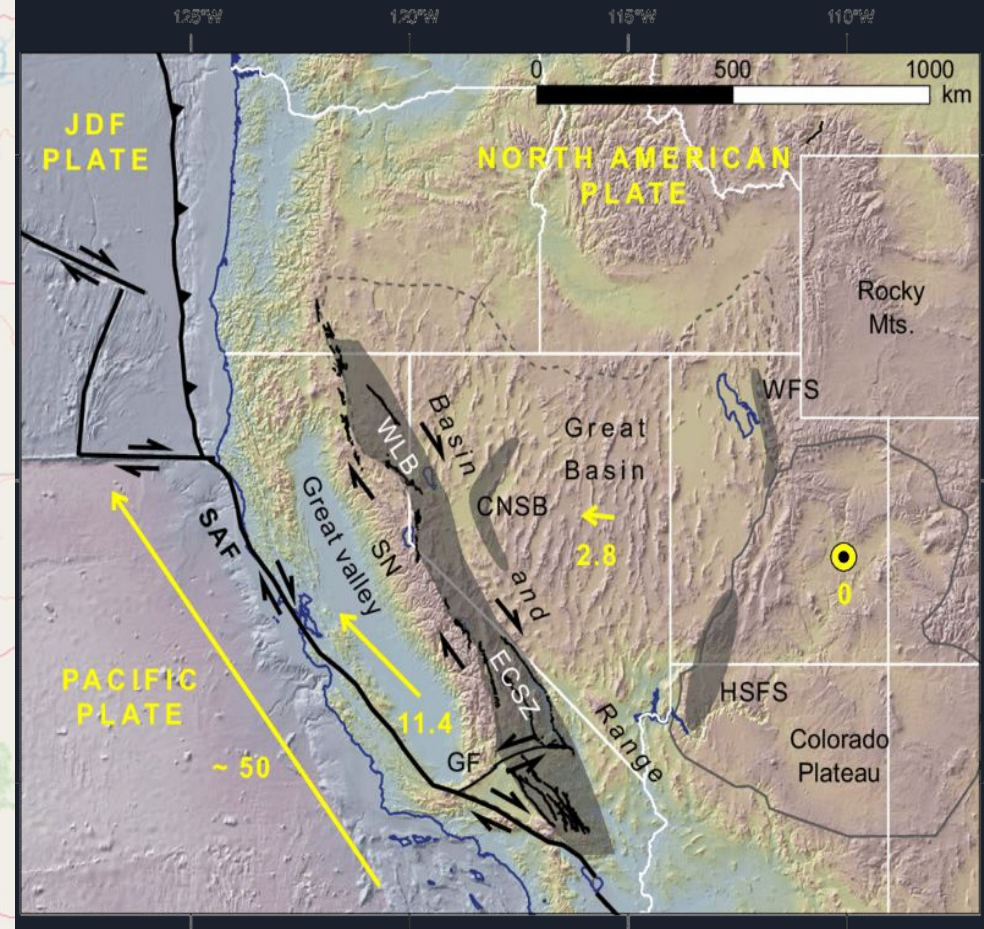 125°W 120°W 115°W 110°W
0 500 1000
km
JDF
PLATE
NORTH AMERICAN
PLATE
Rocky
Mts.
WFS
Basin
Great
Basin
WLB
CNSB
Great valley
SAF
SN
2.8
and
0
ECSZ
PACIFIC
PLATE
HSFS
11.4
Range
Colorado
Plateau
GF
~ 50